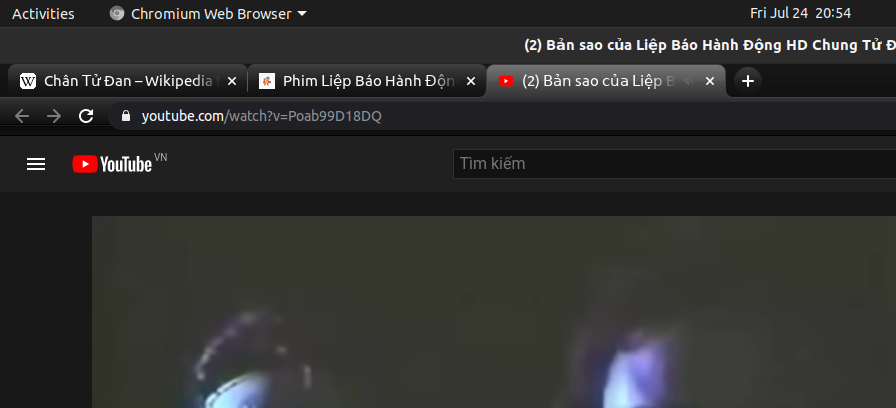 Activities Chromium Web Browser Fri Jul 24 20:54
(2) Bản sao của Liệp Báo Hành Động HD Chung Tử Đ
Chân Tử Đan – Wikipedia Phim Liệp Báo Hành Độn (2) Bản sao của Liệp B
youtube.com/watch?v=Poab99D18DQ
YouTube VN Tìm kiếm